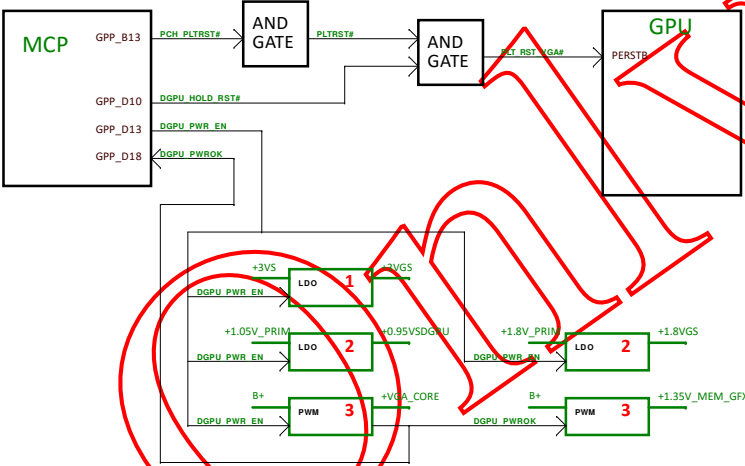 MCP
GPP_B13
PCH_PLTRST#
AND
GATE
PLTRST#
AND
GATE
PLT_RST_VGA#
GPU
PERSTB
GPP_D10
DGPU_HOLD_RST#
GPP_D13
DGPU_PWR_EN
GPP_D18
DGPU_PWROK
+3VS
LDO
1
+3VGS
DGPU_PWR_EN
+1.05V_PRIM
LDO
2
+0.95VSDGPU
DGPU_PWR_EN
+1.8V_PRIM
LDO
2
+1.8VGS
DGPU_PWR_EN
B+
PWM
3
+VGA_CORE
DGPU_PWR_EN
DGPU_PWROK
B+
PWM
3
+1.35V_MEM_GFX